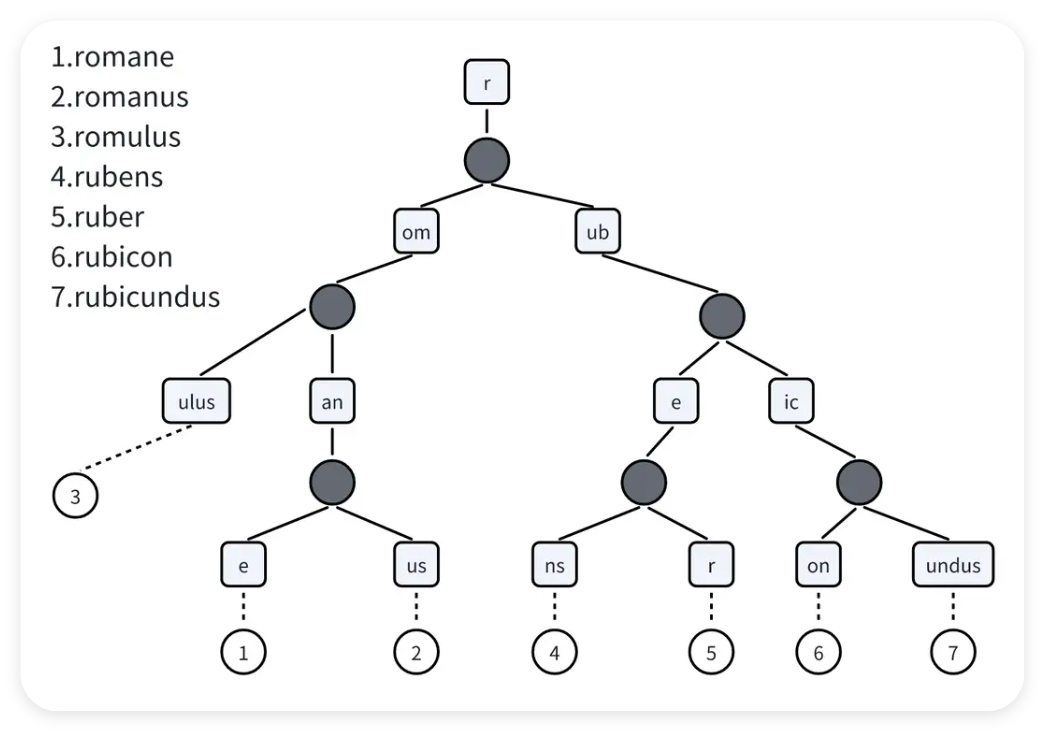 1.romane
2.romanus
3.romulus
4.rubens
5.ruber
6.rubicon
7.rubicundus
r
om
ub
ulus
an
e
ic
3
e
us
ns
r
on
undus
1
2
4
5
6
7